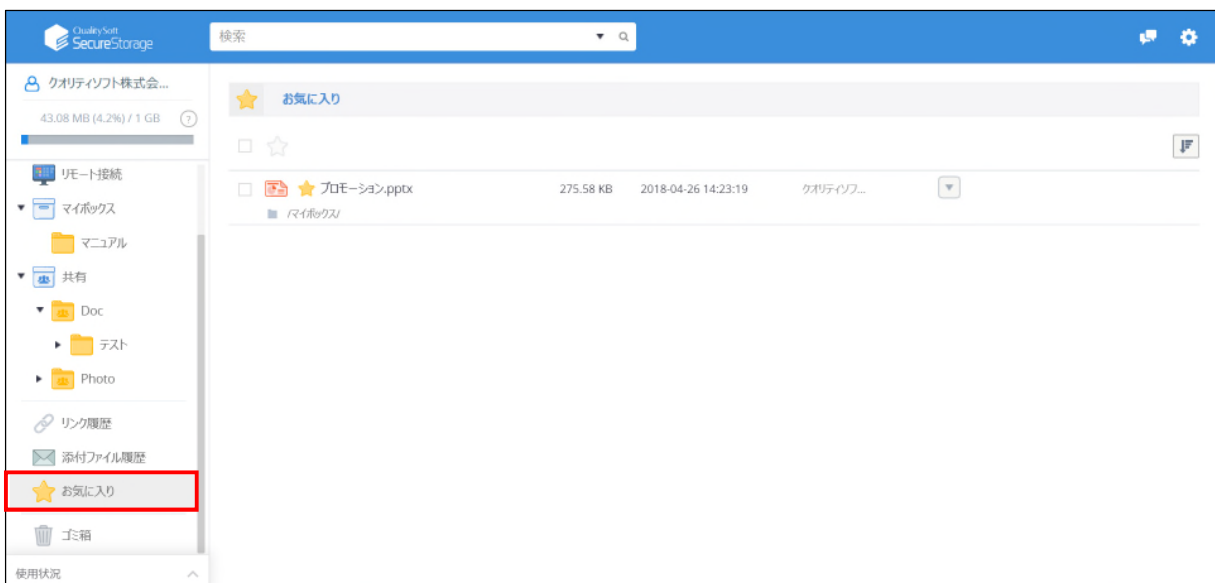 QualitySoft
SecureStorage
検索
クオリティソフト株式会...
43.08 MB (4.2%) / 1 GB ?
リモート接続
マイボックス
マニュアル
共有
Doc
テスト
Photo
リンク履歴
添付ファイル履歴
お気に入り
ゴミ箱
使用状況
お気に入り
プロモーション.pptx 275.58 KB 2018-04-26 14:23:19 クオリティソフ...
/マイボックス/